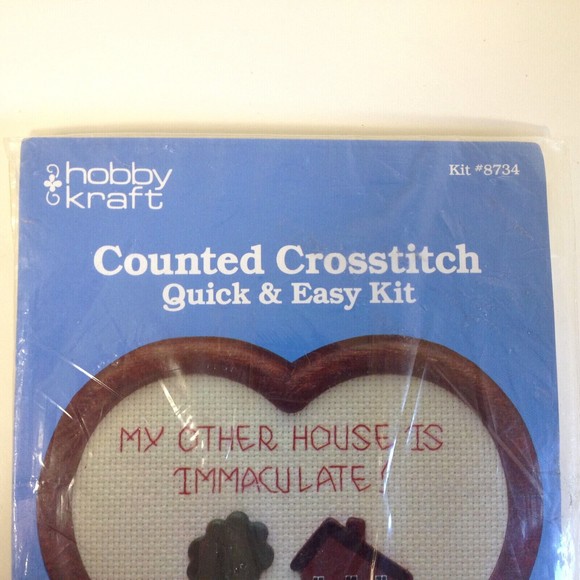 hobby
kraft
Kit #8734
Counted Crosstitch
Quick & Easy Kit
MY OTHER HOUSE IS
IMMACULATE!